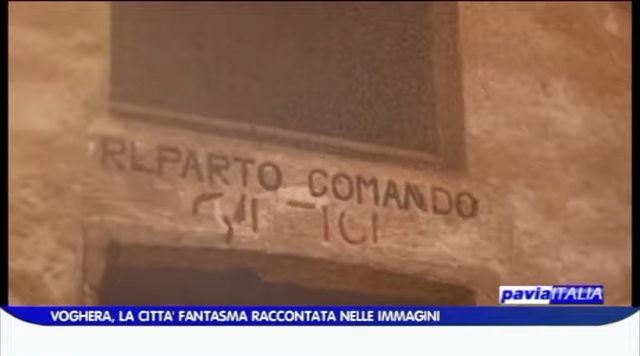 REPARTO COMANDO
paviaITALIA
VOGHERA, LA CITTA' FANTASMA RACCONTATA NELLE IMMAGINI